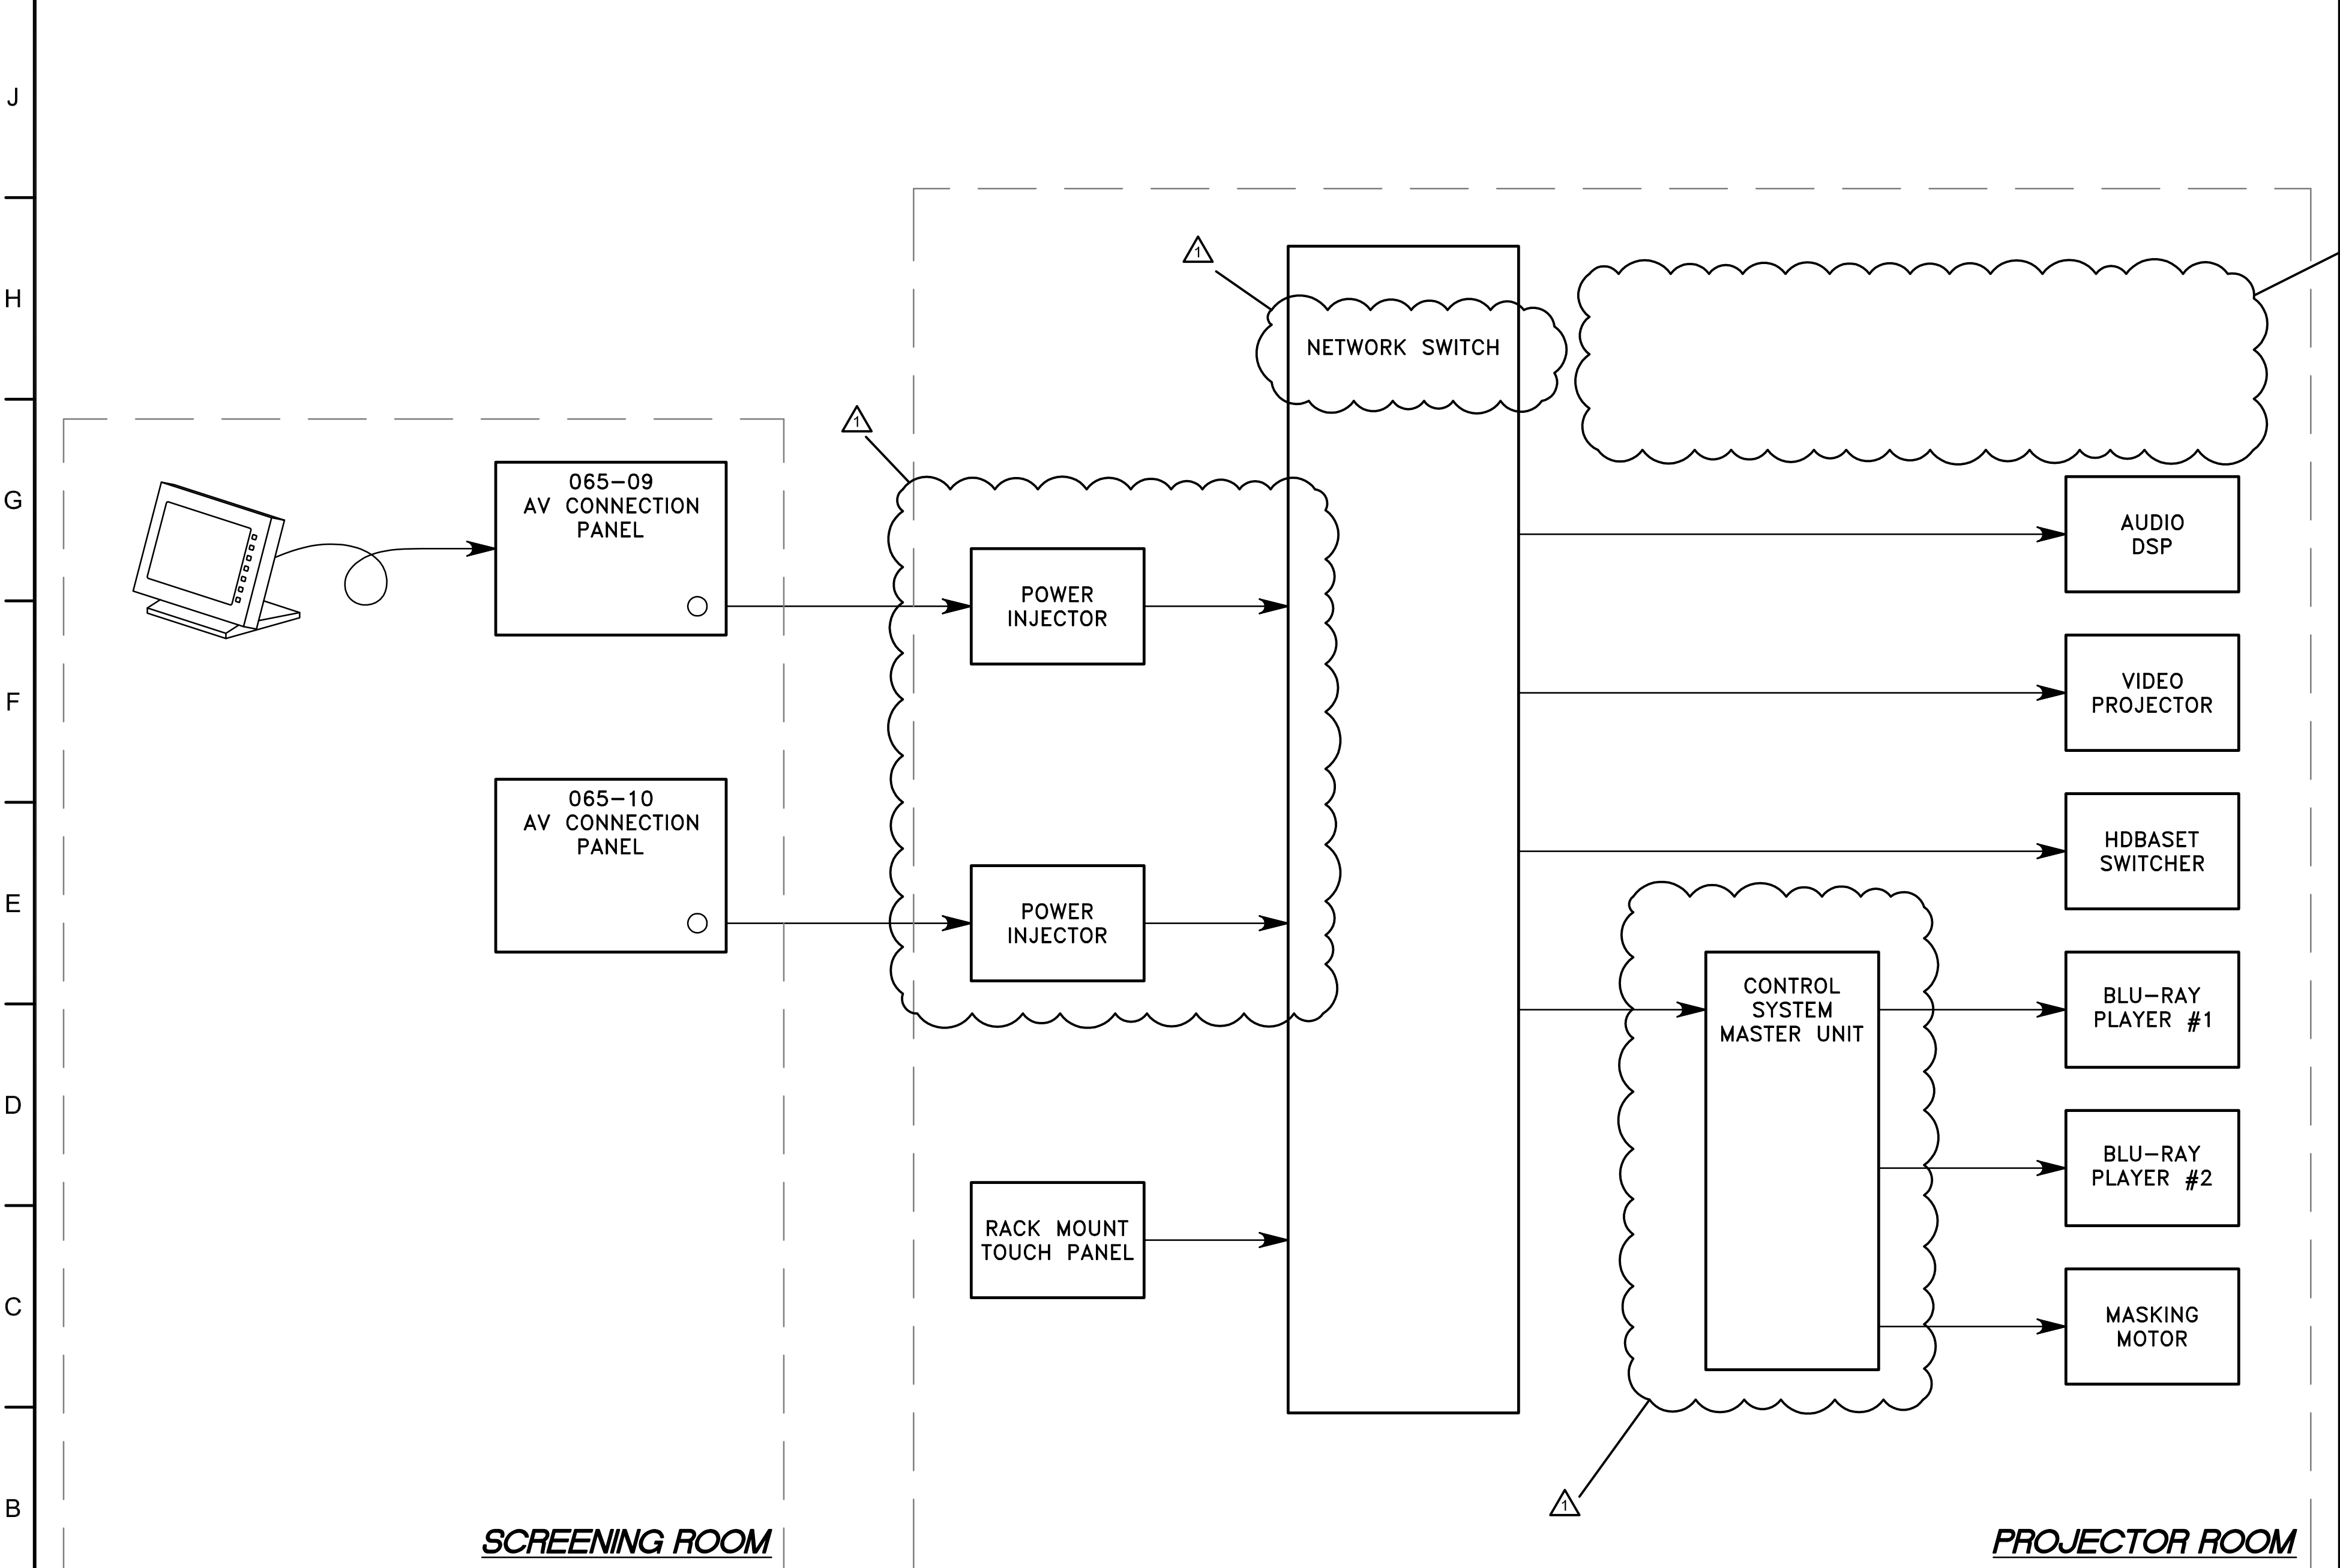 J
H
G
F
E
D
C
B
1
NETWORK SWITCH
1
065-09
AV CONNECTION
PANEL
POWER
INJECTOR
AUDIO
DSP
VIDEO
PROJECTOR
065-10
AV CONNECTION
PANEL
POWER
INJECTOR
HDBASET
SWITCHER
CONTROL
SYSTEM
MASTER UNIT
BLU-RAY
PLAYER #1
BLU-RAY
PLAYER #2
RACK MOUNT
TOUCH PANEL
MASKING
MOTOR
1
SCREENING ROOM
PROJECTOR ROOM